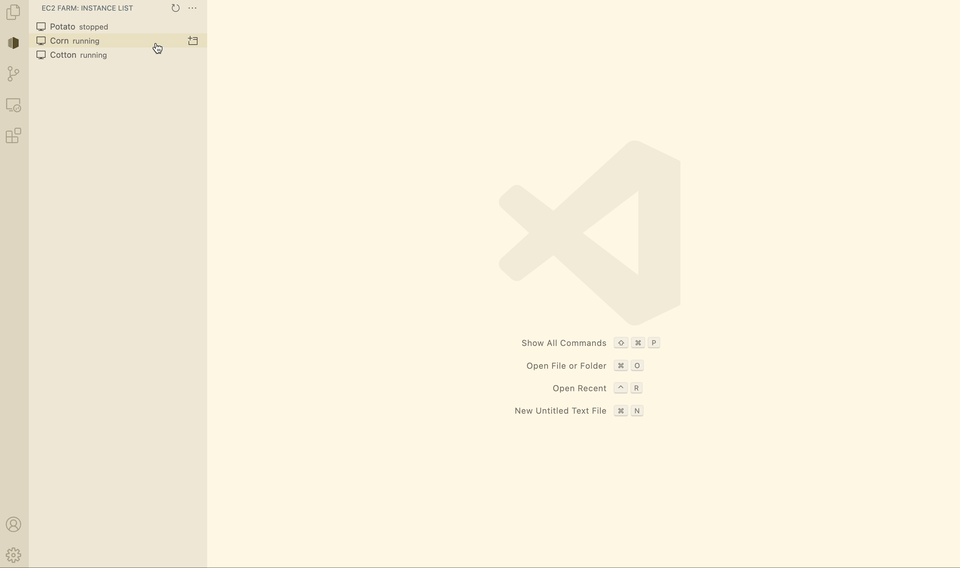 EC2 FARM: INSTANCE LIST
Potato stopped
Corn running
Cotton running
Show All Commands ⇧ ⌘ P
Open File or Folder ⌘ O
Open Recent ⌃ R
New Untitled Text File ⌘ N